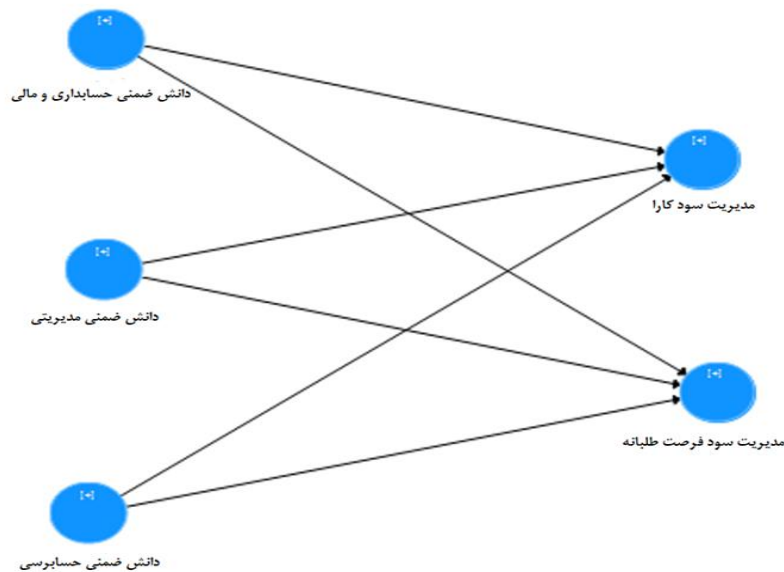 [+]
دانش ضمنی حسابداری و مالی
[+]
مدیریت سود کارا
[+]
دانش ضمنی مدیریتی
[+]
مدیریت سود فرصت طلبانه
[+]
دانش ضمنی حسابرسی